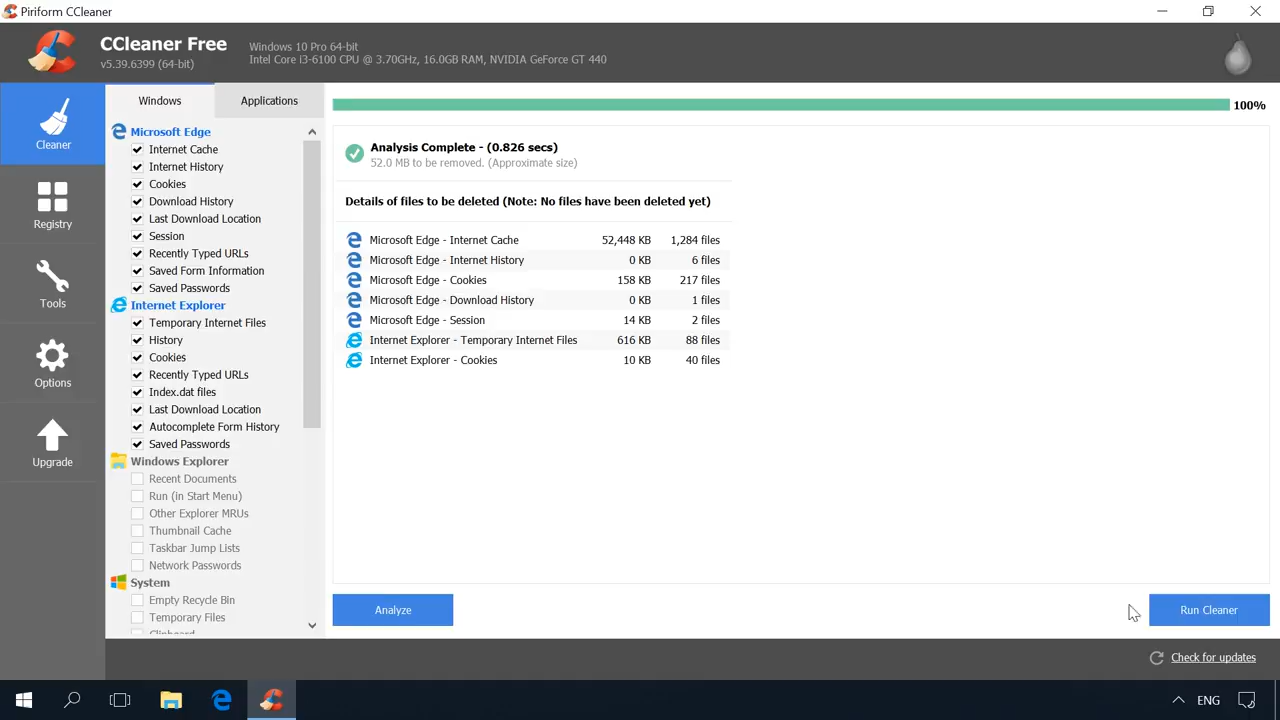 Piriform CCleaner
CCleaner Free
v5.39.6399 (64-bit)
Windows 10 Pro 64-bit
Intel Core i3-6100 CPU @ 3.70GHz, 16.0GB RAM, NVIDIA GeForce GT 440
Cleaner
Registry
Tools
Options
Upgrade
Windows
Applications
Microsoft Edge
Internet Cache
Internet History
Cookies
Download History
Last Download Location
Session
Recently Typed URLs
Saved Form Information
Saved Passwords
Internet Explorer
Temporary Internet Files
History
Cookies
Recently Typed URLs
Index.dat files
Last Download Location
Autocomplete Form History
Saved Passwords
Windows Explorer
Recent Documents
Run (in Start Menu)
Other Explorer MRUs
Thumbnail Cache
Taskbar Jump Lists
Network Passwords
System
Empty Recycle Bin
Temporary Files
Clipboard
100%
Analysis Complete - (0.826 secs)
52.0 MB to be removed. (Approximate size)
Details of files to be deleted (Note: No files have been deleted yet)
Microsoft Edge - Internet Cache 52,448 KB 1,284 files
Microsoft Edge - Internet History 0 KB 6 files
Microsoft Edge - Cookies 158 KB 217 files
Microsoft Edge - Download History 0 KB 1 files
Microsoft Edge - Session 14 KB 2 files
Internet Explorer - Temporary Internet Files 616 KB 88 files
Internet Explorer - Cookies 10 KB 40 files
Analyze
Run Cleaner
Check for updates
ENG